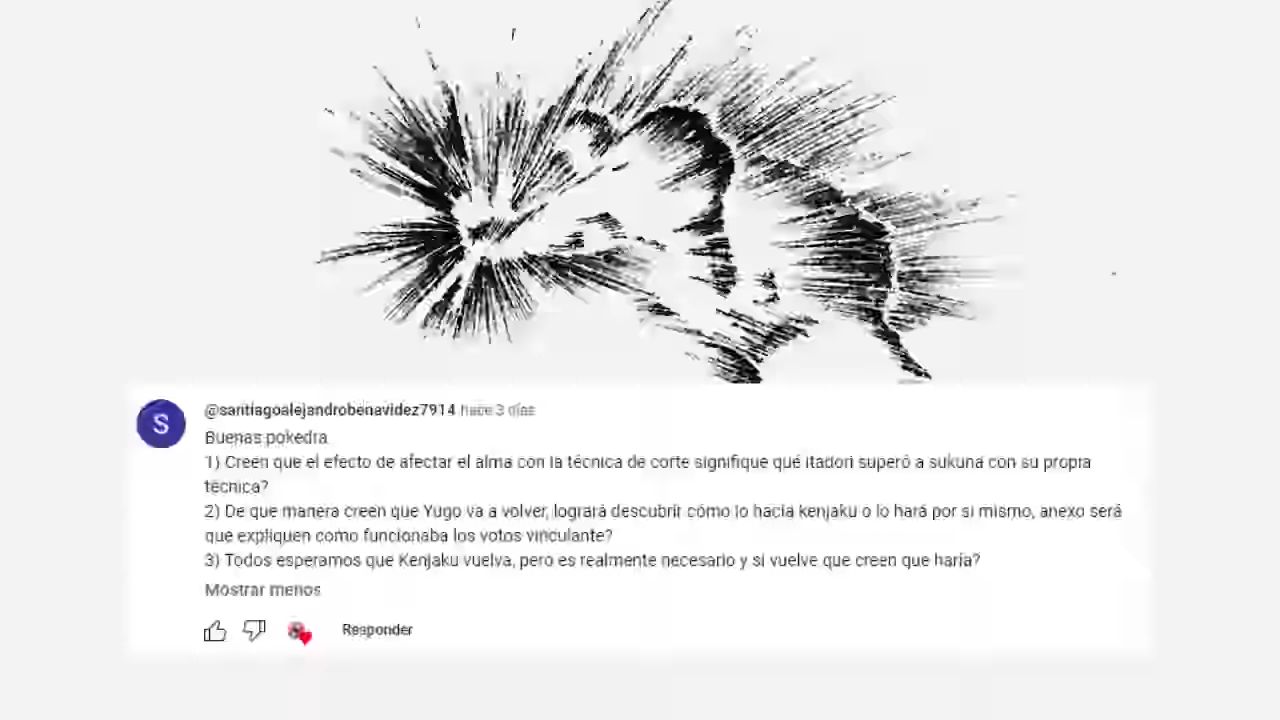 S
@santiagoalejandrobenavidez7914 hace 3 días
Buenas pokedra.
1) Creen que el efecto de afectar el alma con la técnica de corte signifique qué itadori superó a sukuna con su propia
técnica?
2) De que manera creen que Yugo va a volver, logrará descubrir cómo lo hacía kenjaku o lo hará por si mismo, anexo será
que expliquen como funcionaba los votos vinculante?
3) Todos esperamos que Kenjaku vuelva, pero es realmente necesario y si vuelve que creen que haría?
Mostrar menos
Responder